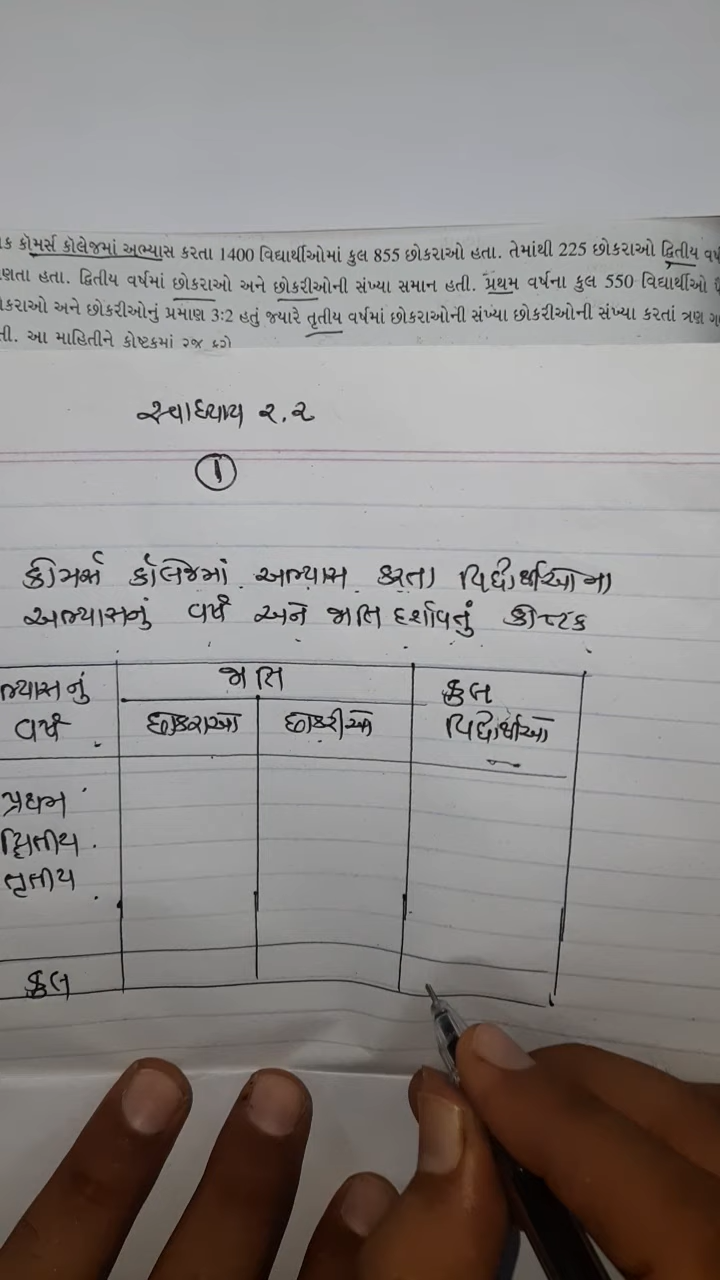 ક કૉમર્સ કૉલેજમાં અભ્યાસ કરતા 1400 વિદ્યાર્થીઓમાં કુલ 855 છોકરાઓ હતા. તેમાંથી 225 છોકરાઓ દ્વિતીય વર્ષ
ણતા હતા. દ્વિતીય વર્ષમાં છોકરાઓ અને છોકરીઓની સંખ્યા સમાન હતી. પ્રથમ વર્ષના કુલ 550 વિદ્યાર્થીઓ
ોકરાઓ અને છોકરીઓનું પ્રમાણ 3:2 હતું જ્યારે તૃતીય વર્ષમાં છોકરાઓની સંખ્યા છોકરીઓની સંખ્યા કરતાં ત્રણ ગ
તી. આ માહિતીને કોષ્ટકમાં રજૂ કરો
સ્વાધ્યાય ૨.૨
1
કોમર્સ કૉલેજમાં અભ્યાસ કરતા વિદ્યાર્થીઓના
અભ્યાસનું વર્ષ અને જાતિ દર્શાવતું કોષ્ટક
ભ્યાસનું વર્ષ જાતિ કુલ વિદ્યાર્થીઓ
છોકરાઓ છોકરીઓ
પ્રથમ
દ્વિતીય
તૃતીય
કુલ